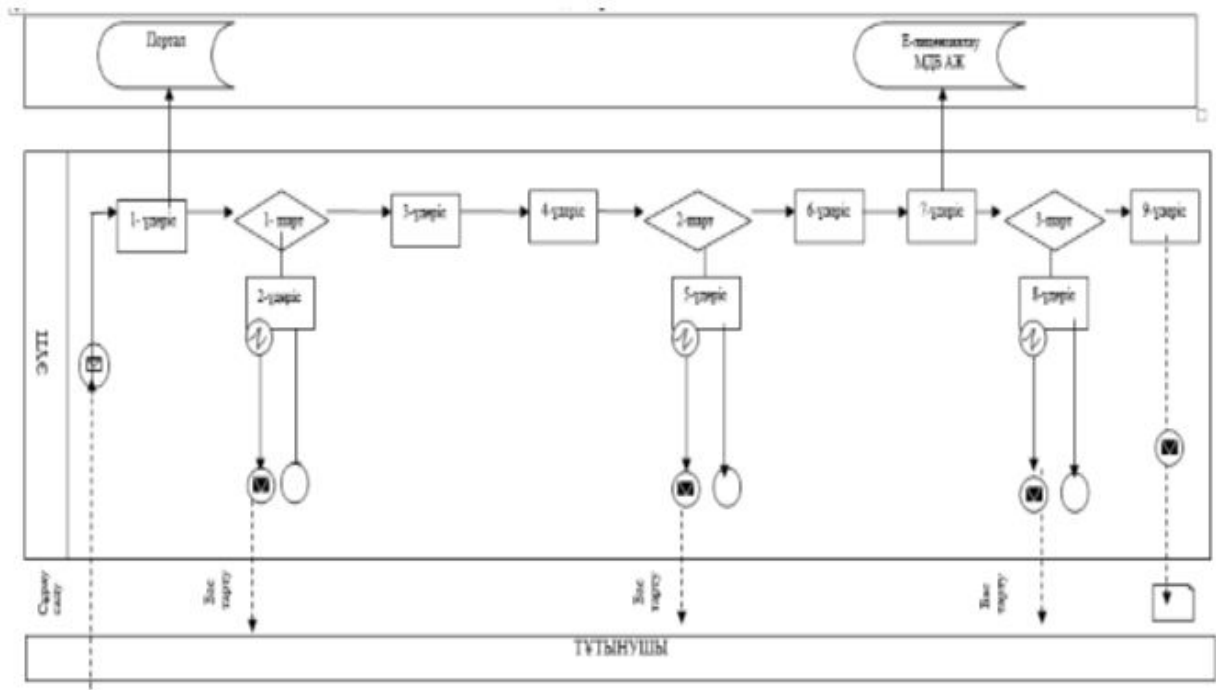 Портал
Е-лицензиялау
МДБ АЖ
1- үдеріс
1- шарт
3-үдеріс
4-үдеріс
2-шарт
6-үдеріс
7-үдеріс
3-шарт
9-үдеріс
2-үдеріс
5-үдеріс
8-үдеріс
Сұрау
салу
Бас
тарту
Бас
тарту
Бас
тарту
ТҰТЫНУШЫ